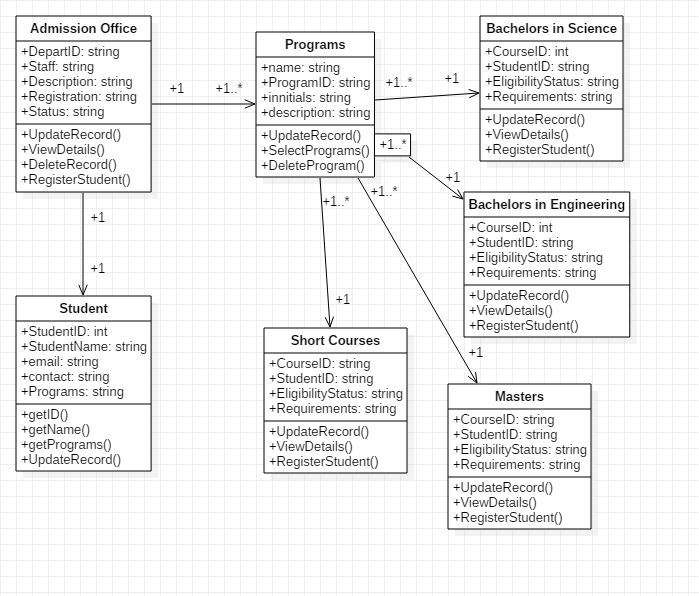 Admission Office
+DepartID: string
+Staff: string
+Description: string
+Registration: string
+Status: string
+UpdateRecord()
+ViewDetails()
+DeleteRecord()
+RegisterStudent()
+1
+1..*
Programs
+name: string
+ProgramID: string
+innitials: string
+description: string
+UpdateRecord()
+SelectPrograms()
+DeleteProgram()
+1..*
+1
Bachelors in Science
+CourseID: int
+StudentID: string
+EligibilityStatus: string
+Requirements: string
+UpdateRecord()
+ViewDetails()
+RegisterStudent()
+1..*
+1
Bachelors in Engineering
+CourseID: int
+StudentID: string
+EligibilityStatus: string
+Requirements: string
+UpdateRecord()
+ViewDetails()
+RegisterStudent()
+1
+1
Student
+StudentID: int
+StudentName: string
+email: string
+contact: string
+Programs: string
+getID()
+getName()
+getPrograms()
+UpdateRecord()
+1..*
+1
Short Courses
+CourseID: string
+StudentID: string
+EligibilityStatus: string
+Requirements: string
+UpdateRecord()
+ViewDetails()
+RegisterStudent()
+1..*
+1
Masters
+CourseID: string
+StudentID: string
+EligibilityStatus: string
+Requirements: string
+UpdateRecord()
+ViewDetails()
+RegisterStudent()